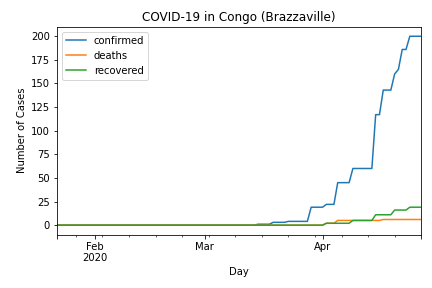 COVID-19 in Congo (Brazzaville)
confirmed
deaths
recovered
Number of Cases
200
175
150
125
100
75
50
25
0
Feb Mar Apr
2020
Day